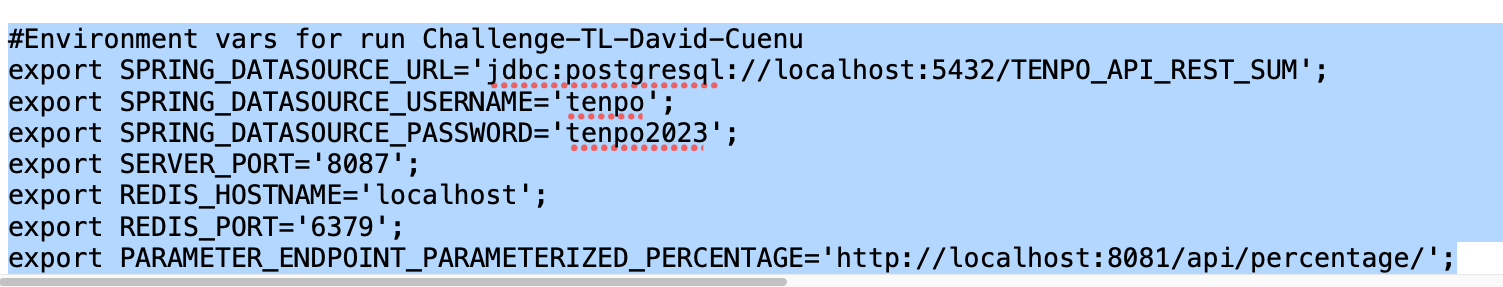 #Environment vars for run Challenge-TL-David-Cuenu
export SPRING_DATASOURCE_URL='jdbc:postgresql://localhost:5432/TENPO_API_REST_SUM';
export SPRING_DATASOURCE_USERNAME='tenpo';
export SPRING_DATASOURCE_PASSWORD='tenpo2023';
export SERVER_PORT='8087';
export REDIS_HOSTNAME='localhost';
export REDIS_PORT='6379';
export PARAMETER_ENDPOINT_PARAMETERIZED_PERCENTAGE='http://localhost:8081/api/percentage/';